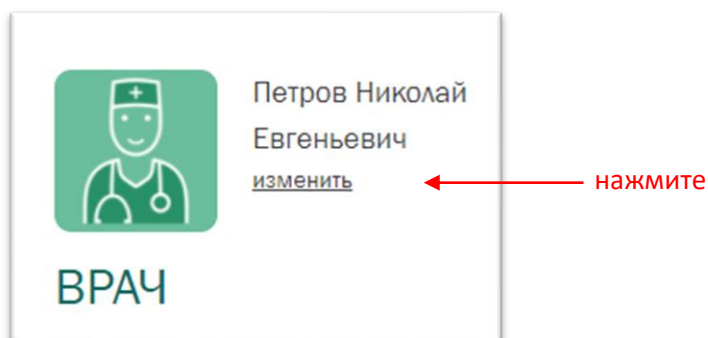 Петров Николай
Евгеньевич
изменить
нажмите
ВРАЧ